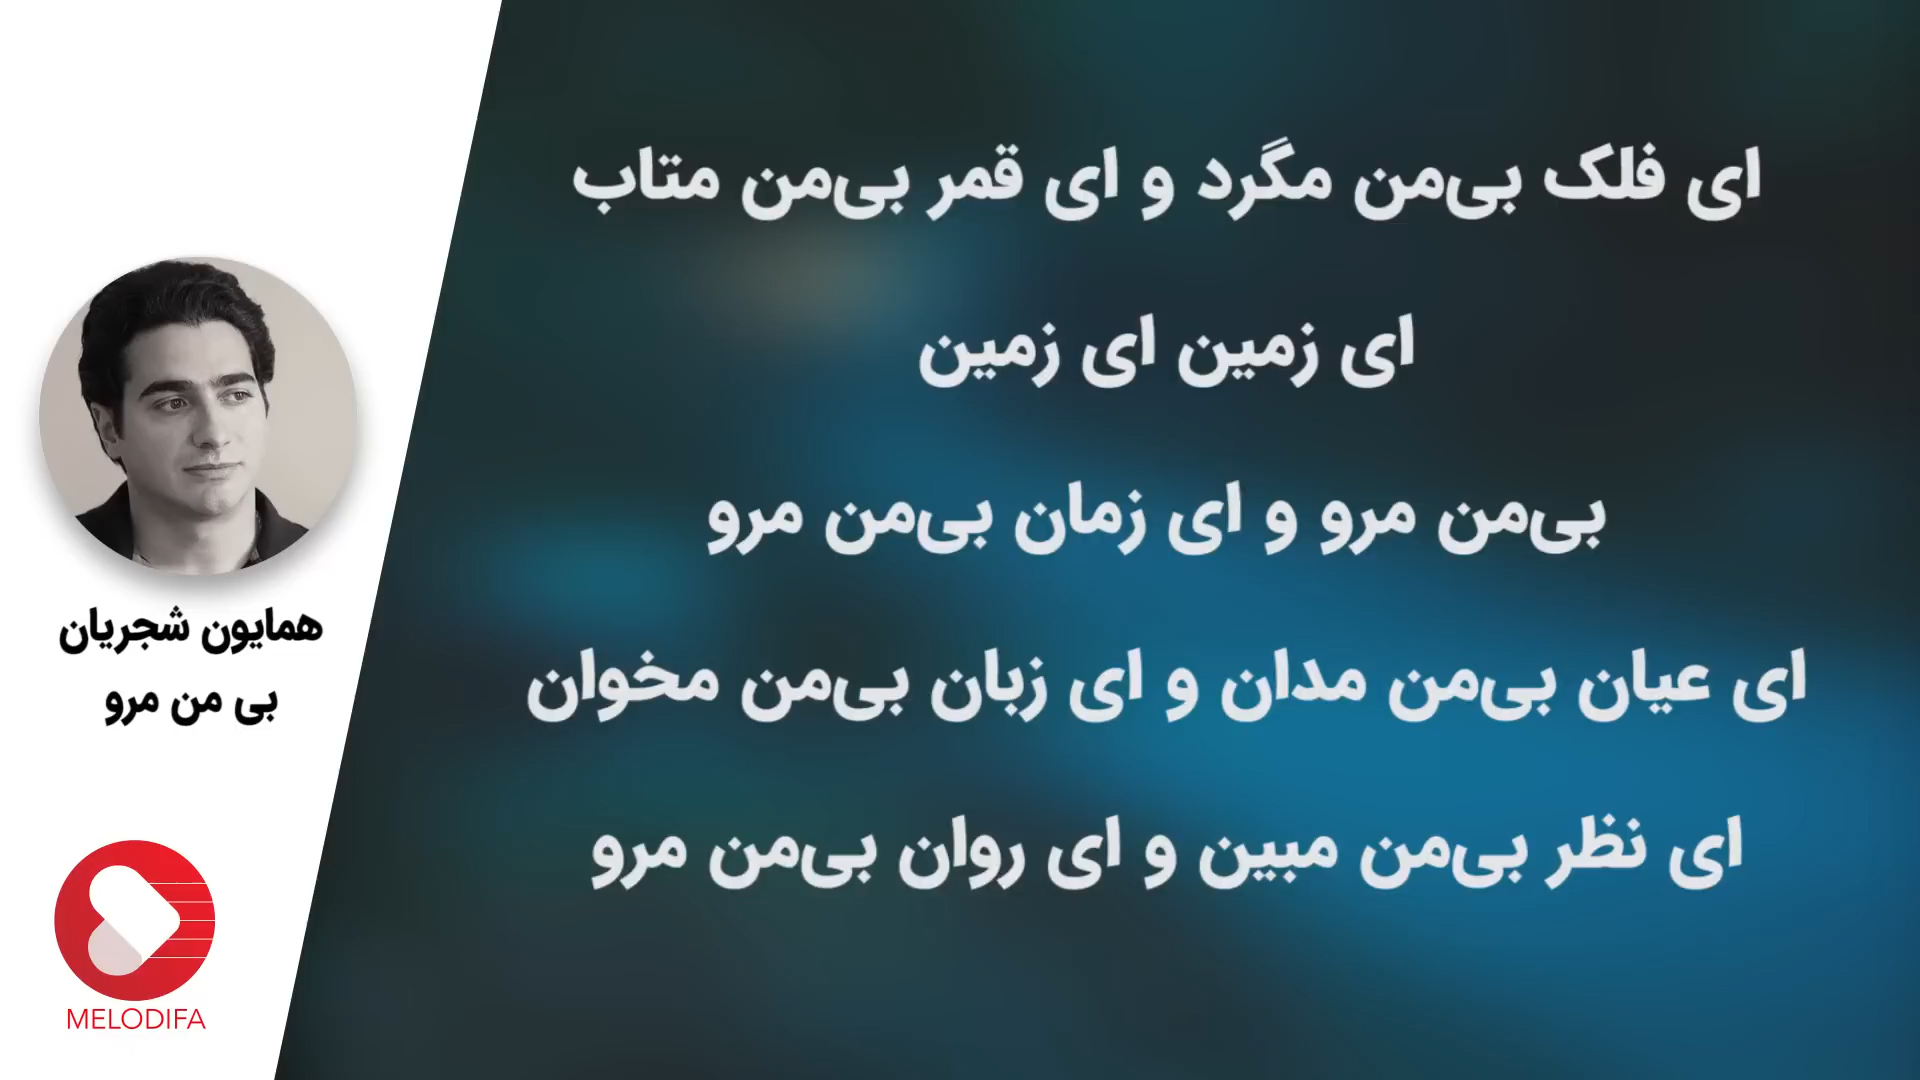 ای فلک بی‌من مگرد و ای قمر بی‌من متاب
ای زمین ای زمین
بی‌من مرو و ای زمان بی‌من مرو
ای عیان بی‌من مدان و ای زبان بی‌من مخوان
ای نظر بی‌من مبین و ای روان بی‌من مرو
همایون شجریان
بی من مرو
MELODIFA